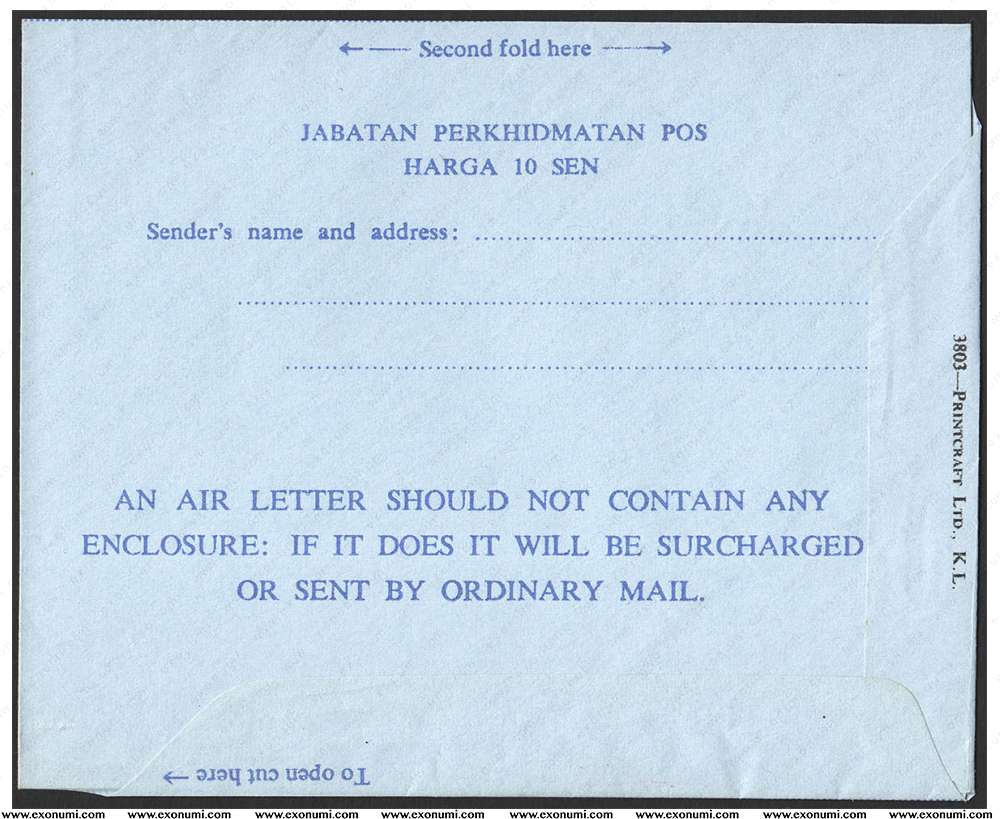 ← —— Second fold here ——→
JABATAN PERKHIDMATAN POS
HARGA 10 SEN
Sender's name and address: ........................................
........................................
........................................
3803—PRINTCRAFT LTD., K.L.
AN AIR LETTER SHOULD NOT CONTAIN ANY
ENCLOSURE: IF IT DOES IT WILL BE SURCHARGED
OR SENT BY ORDINARY MAIL.
To open cut here →
www.exonumi.com www.exonumi.com www.exonumi.com www.exonumi.com www.exonumi.com www.exonumi.com www.exonumi.com www.exonumi.com